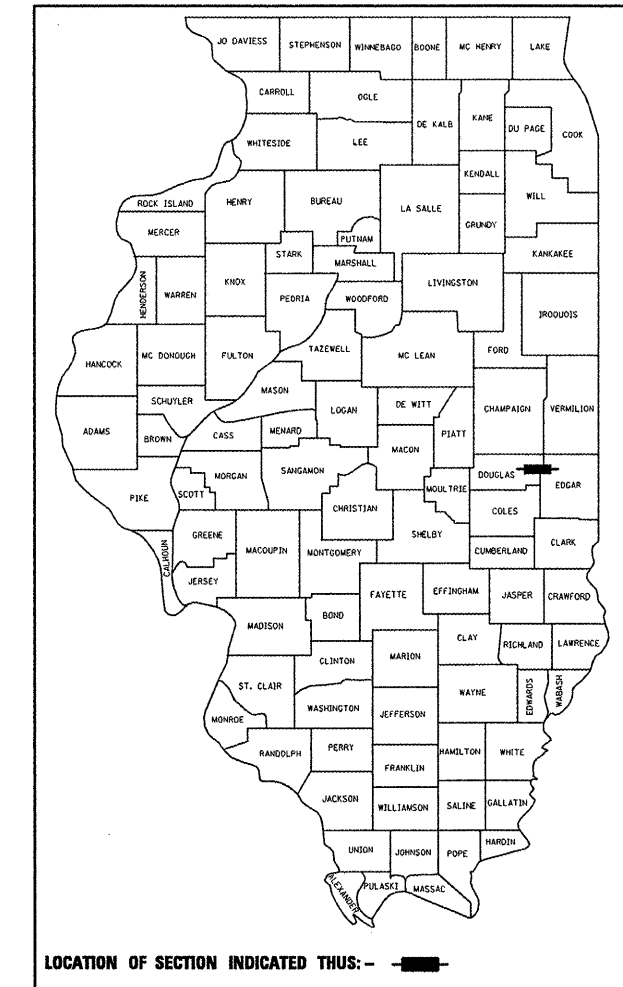 JO DAVIESS STEPHENSON WINNEBAGO BOONE MC HENRY LAKE
CARROLL OGLE DE KALB KANE DU PAGE COOK
WHITESIDE LEE
KENDALL WILL
ROCK ISLAND HENRY BUREAU LA SALLE GRUNDY
MERCER PUTNAM
STARK MARSHALL KANKAKEE
HENDERSON WARREN KNOX PEORIA WOODFORD LIVINGSTON IROQUOIS
HANCOCK MC DONOUGH FULTON TAZEWELL MC LEAN FORD
MASON
SCHUYLER LOGAN DE WITT CHAMPAIGN VERMILION
ADAMS BROWN CASS MENARD MACON PIATT
PIKE SCOTT MORGAN SANGAMON MOULTRIE DOUGLAS EDGAR
CHRISTIAN COLES
CALHOUN GREENE MACOUPIN MONTGOMERY SHELBY CUMBERLAND CLARK
JERSEY
FAYETTE EFFINGHAM JASPER CRAWFORD
MADISON BOND
CLAY RICHLAND LAWRENCE
CLINTON MARION
ST. CLAIR WAYNE EDWARDS WABASH
MONROE WASHINGTON JEFFERSON
RANDOLPH PERRY HAMILTON WHITE
FRANKLIN
JACKSON WILLIAMSON SALINE GALLATIN
UNION JOHNSON POPE HARDIN
ALEXANDER PULASKI MASSAC
LOCATION OF SECTION INDICATED THUS:-